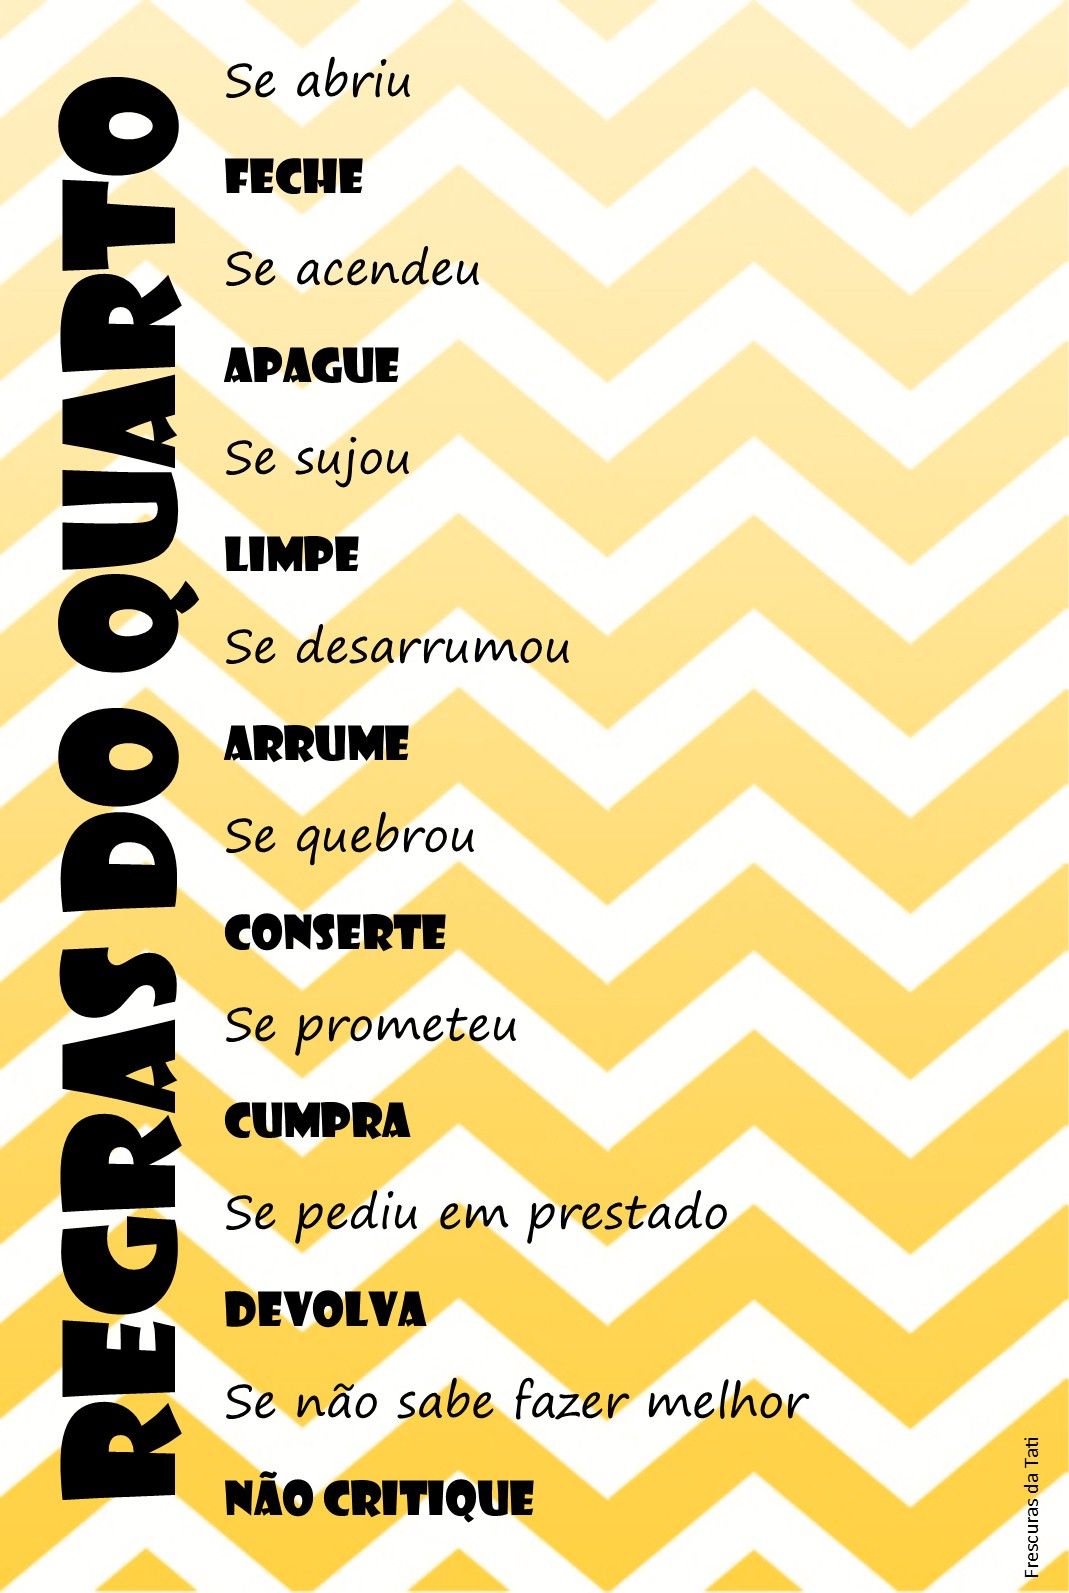 REGRAS DO QUARTO
Se abriu
FECHE
Se acendeu
APAGUE
Se sujou
LIMPE
Se desarrumou
ARRUME
Se quebrou
CONSERTE
Se prometeu
CUMPRA
Se pediu em prestado
DEVOLVA
Se não sabe fazer melhor
NÃO CRITIQUE
Frescuras da Tati